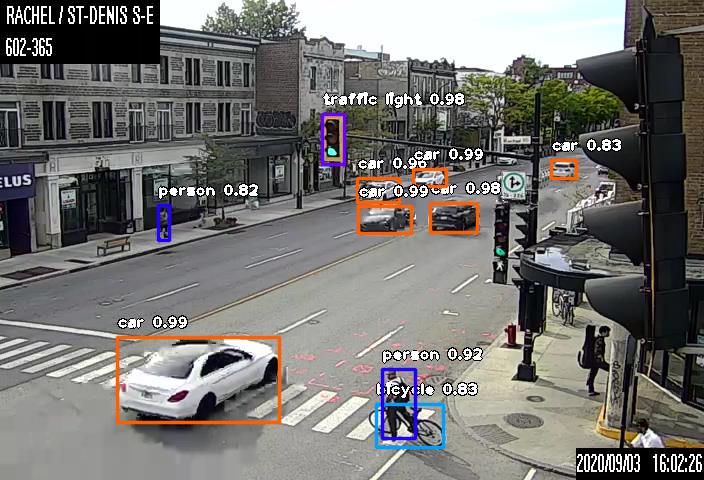 RACHEL / ST-DENIS S-E
602-365
traffic light 0.98
car 0.83
car 0.99
car 0.96
person 0.82
car 0.99
car 0.98
ELUS
car 0.99
person 0.92
bicycle 0.83
2020/09/03 16:02:26